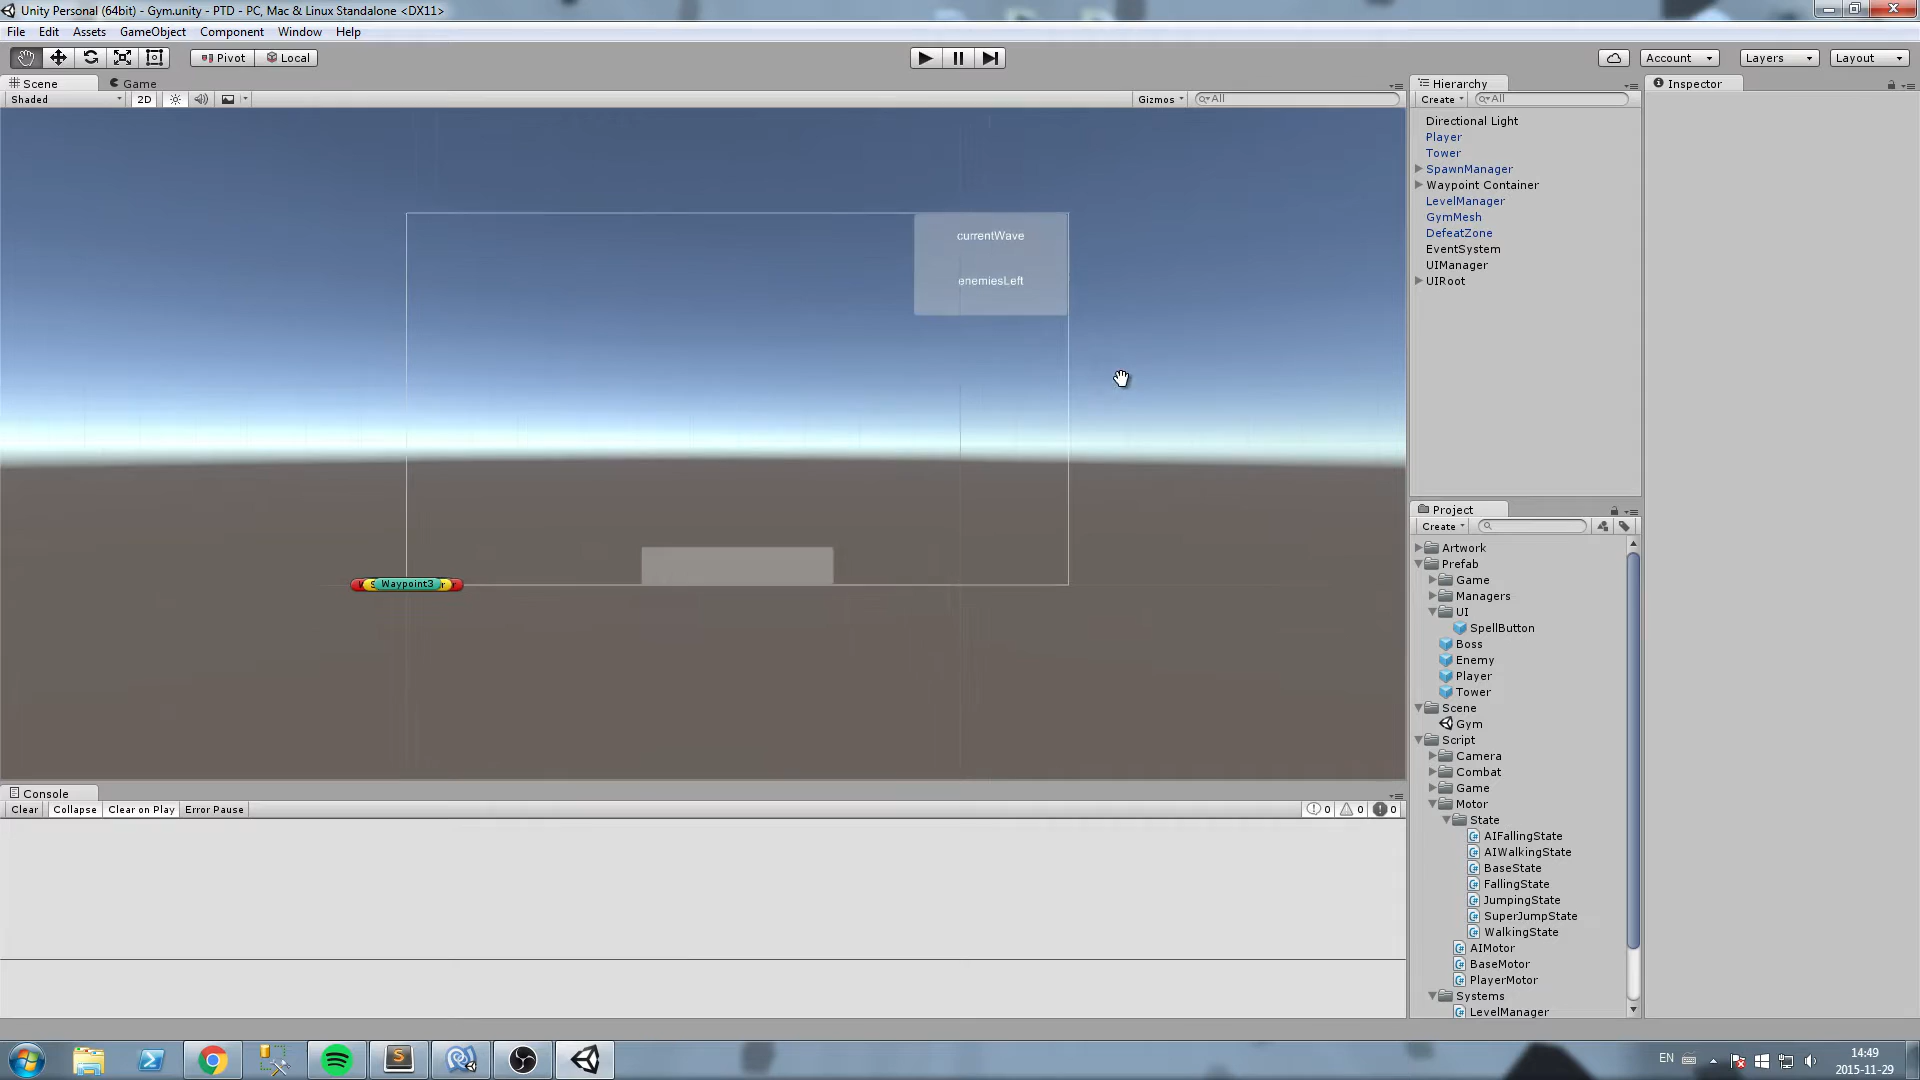 Unity Personal (64bit) - Gym.unity - PTD - PC, Mac & Linux Standalone <DX11>
File Edit Assets GameObject Component Window Help
Pivot Local Account Layers Layout
Scene Game
Shaded 2D Gizmos All
currentWave
enemiesLeft
Waypoint3
Hierarchy
Create All
Directional Light
Player
Tower
SpawnManager
Waypoint Container
LevelManager
GymMesh
DefeatZone
EventSystem
UIManager
UIRoot
Inspector
Project
Create
Artwork
Prefab
Game
Managers
UI
SpellButton
Boss
Enemy
Player
Tower
Scene
Gym
Script
Camera
Combat
Game
Motor
State
AIFallingState
AIWalkingState
BaseState
FallingState
JumpingState
SuperJumpState
WalkingState
AIMotor
BaseMotor
PlayerMotor
Systems
LevelManager
Console
Clear Collapse Clear on Play Error Pause 0 0 0
EN
14:49
2015-11-29